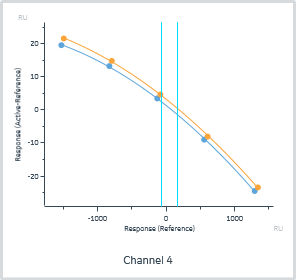 RU
20
10
0
-10
-20
Response (Active-Reference)
-1000 0 1000
Response (Reference)
RU
Channel 4